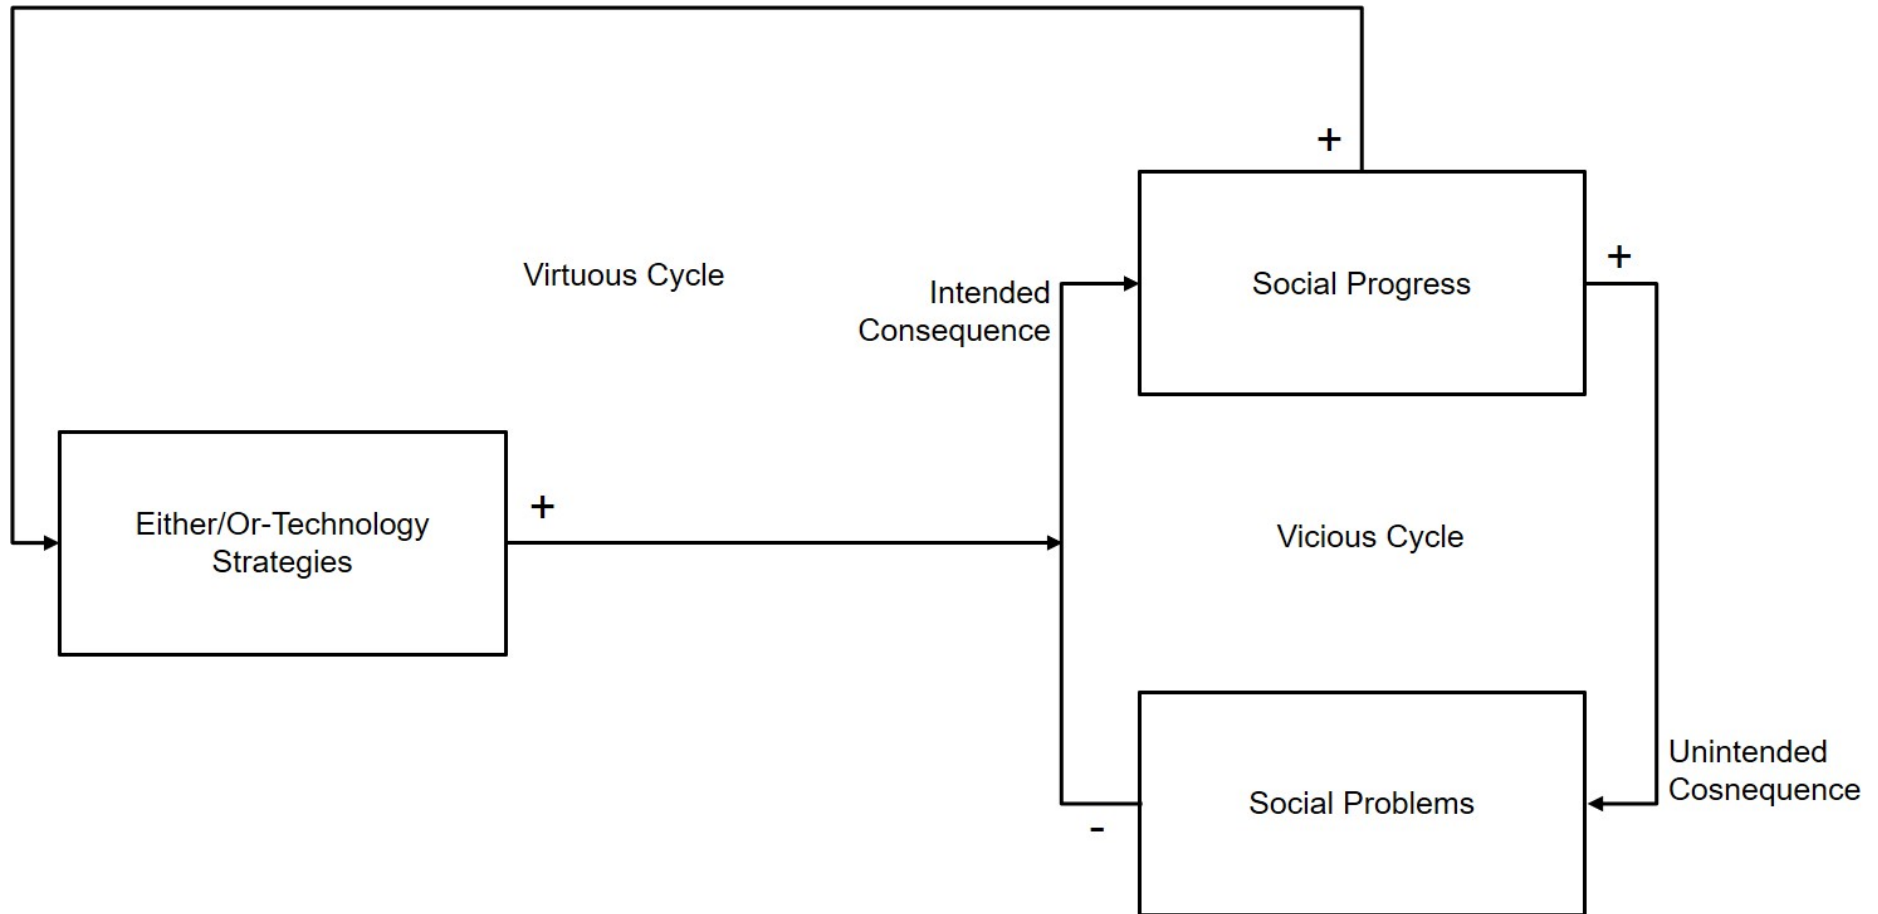 +
Social Progress
+
Virtuous Cycle
Intended
Consequence
Either/Or-Technology
Strategies
+
Vicious Cycle
Unintended
Cosnequence
Social Problems
-